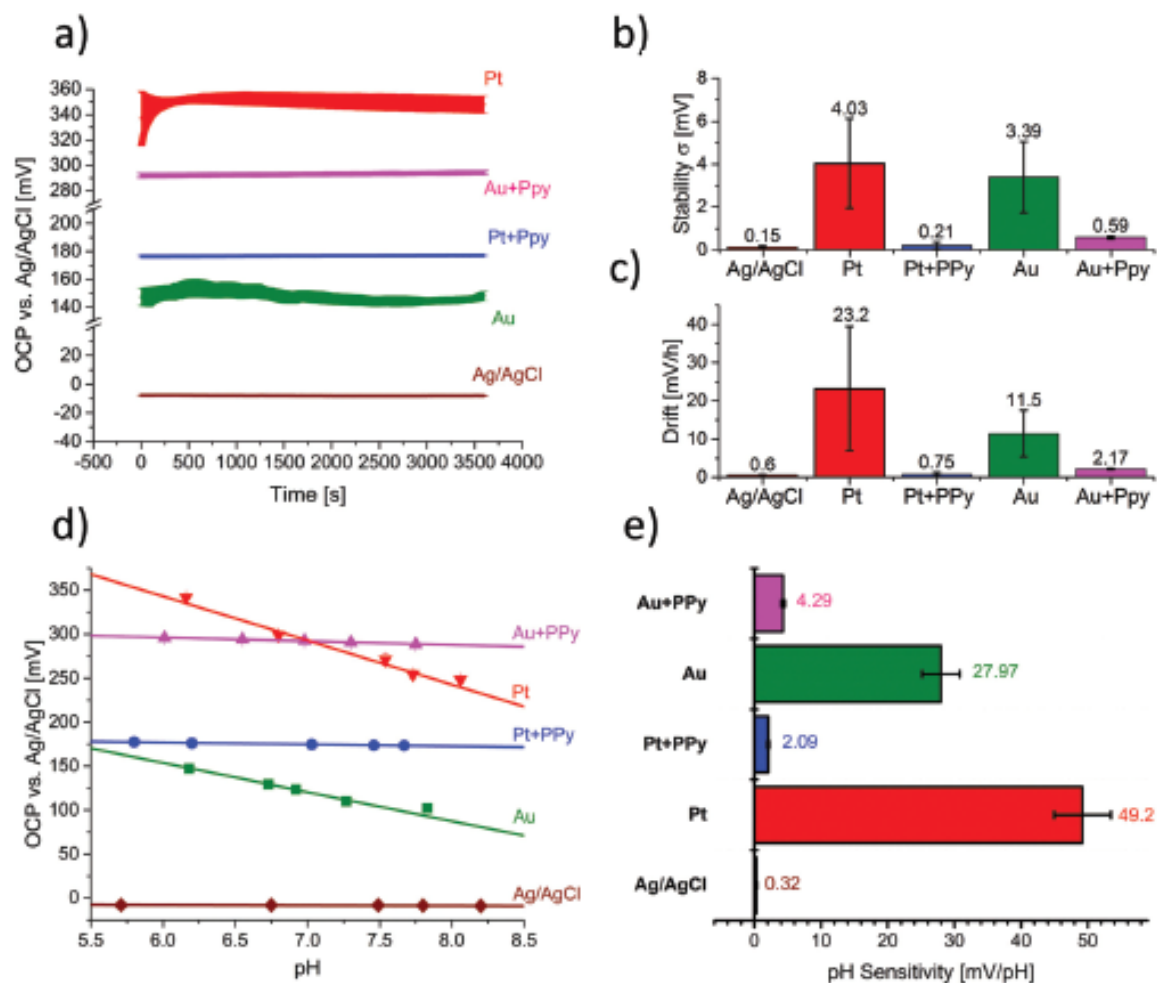 a)
OCP vs. Ag/AgCl [mV]
360
340
320
300
280
200
180
160
140
20
0
-20
-40
-500 0 500 1000 1500 2000 2500 3000 3500 4000
Time [s]
Pt
Au+Ppy
Pt+Ppy
Au
Ag/AgCl
b)
Stability σ [mV]
8
6
4
2
0
0.15 4.03 0.21 3.39 0.59
Ag/AgCl Pt Pt+PPy Au Au+Ppy
c)
Drift [mV/h]
40
30
20
10
0
0.6 23.2 0.75 11.5 2.17
Ag/AgCl Pt Pt+PPy Au Au+Ppy
d)
OCP vs. Ag/AgCl [mV]
350
300
250
200
150
100
50
0
5.5 6.0 6.5 7.0 7.5 8.0 8.5
pH
Au+PPy
Pt
Pt+PPy
Au
Ag/AgCl
e)
Au+PPy 4.29
Au 27.97
Pt+PPy 2.09
Pt 49.2
Ag/AgCl 0.32
0 10 20 30 40 50
pH Sensitivity [mV/pH]